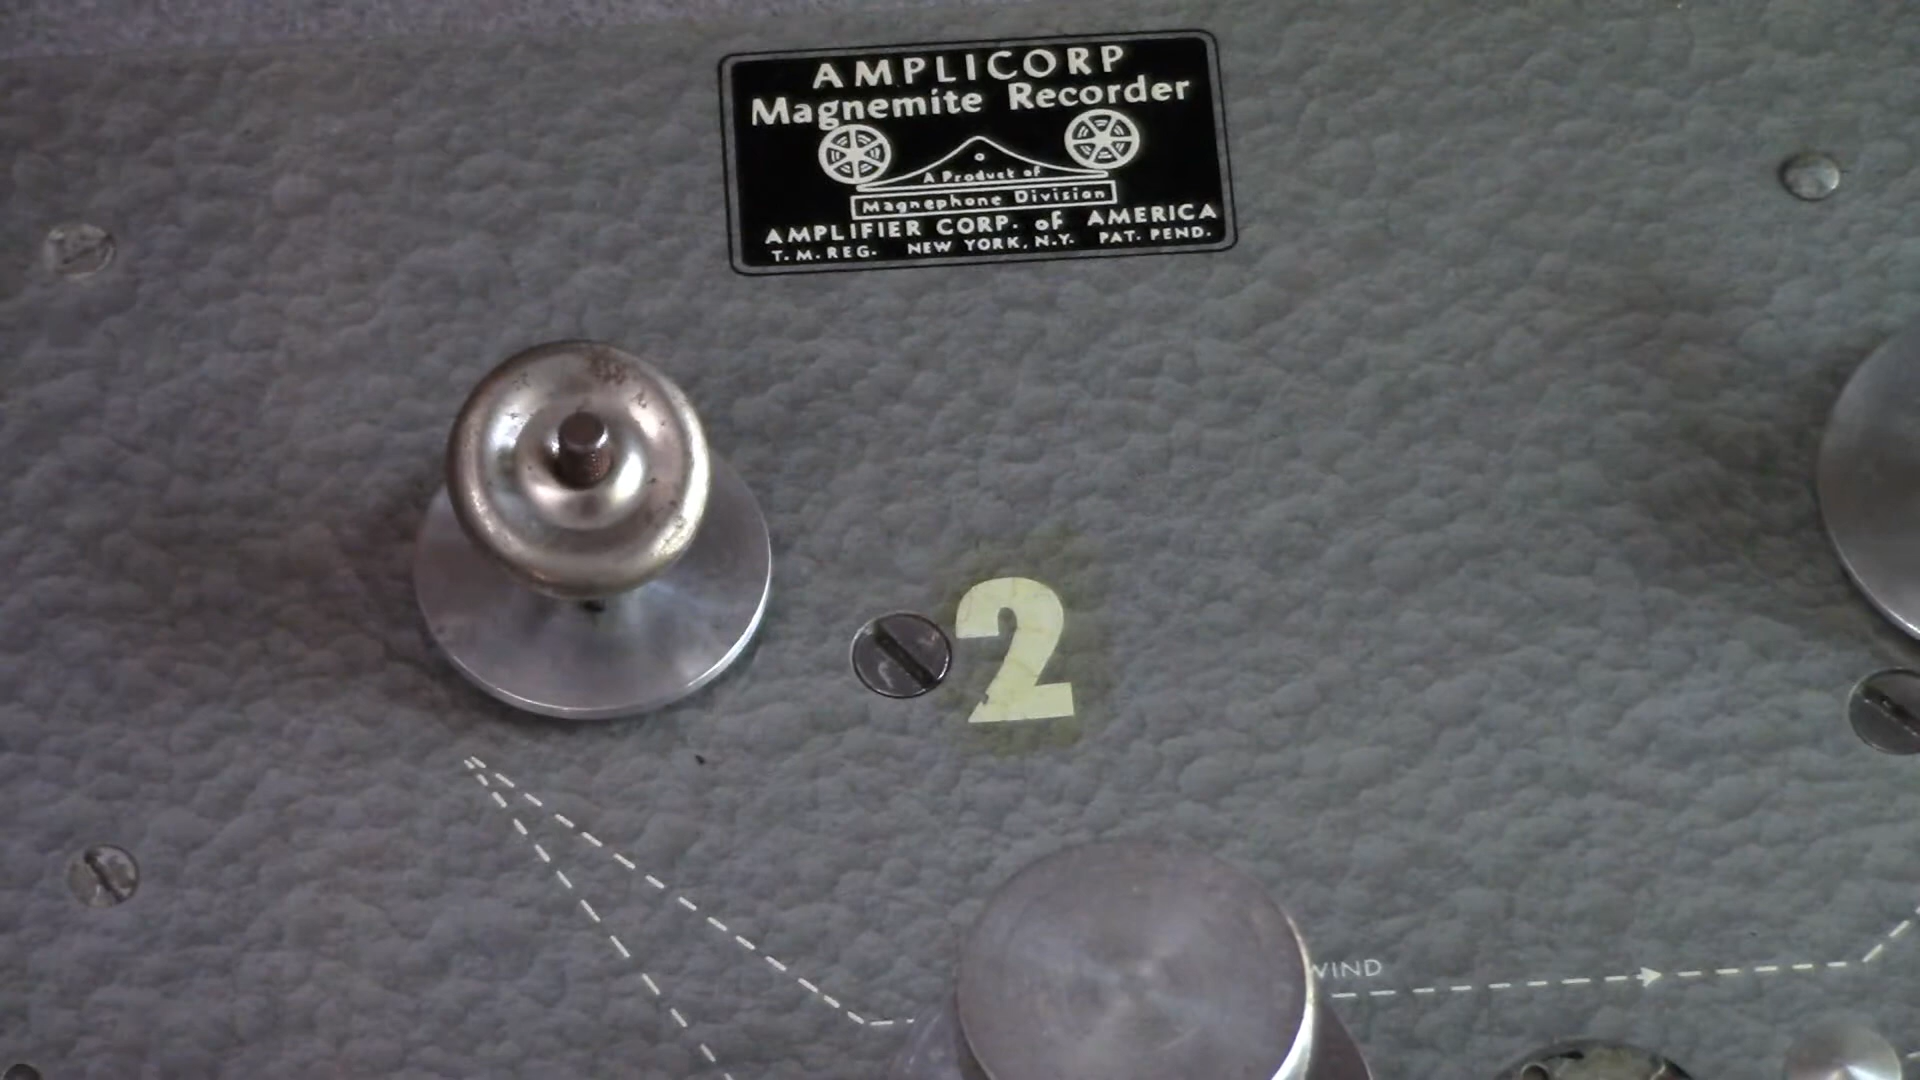 AMPLICORP
Magnemite Recorder
A Product of
Magnephone Division
AMPLIFIER CORP. of AMERICA
T.M.REG. NEW YORK, N.Y. PAT. PEND.
2
WIND